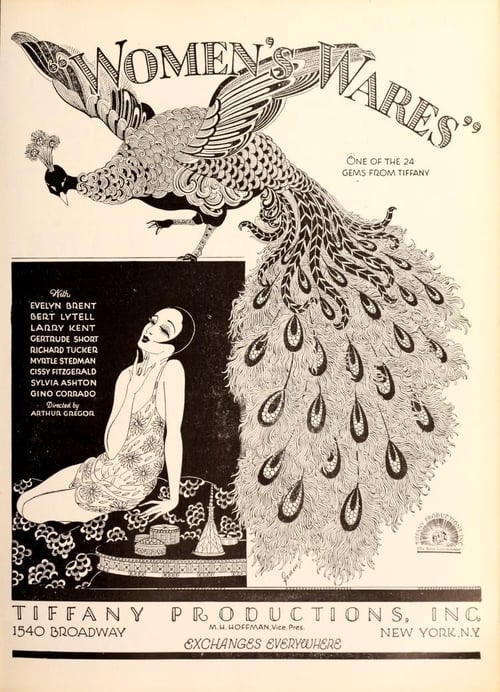 "WOMEN'S WARES"
ONE OF THE 24
GEMS FROM TIFFANY
With
EVELYN BRENT
BERT LYTELL
LARRY KENT
GERTRUDE SHORT
RICHARD TUCKER
MYRTLE STEDMAN
CISSY FITZGERALD
SYLVIA ASHTON
GINO CORRADO
Directed by
ARTHUR GREGOR
TIFFANY PRODUCTIONS, INC.
M.H. HOFFMAN, Vice. Pres.
1540 BROADWAY
NEW YORK, N.Y.
EXCHANGES EVERYWHERE